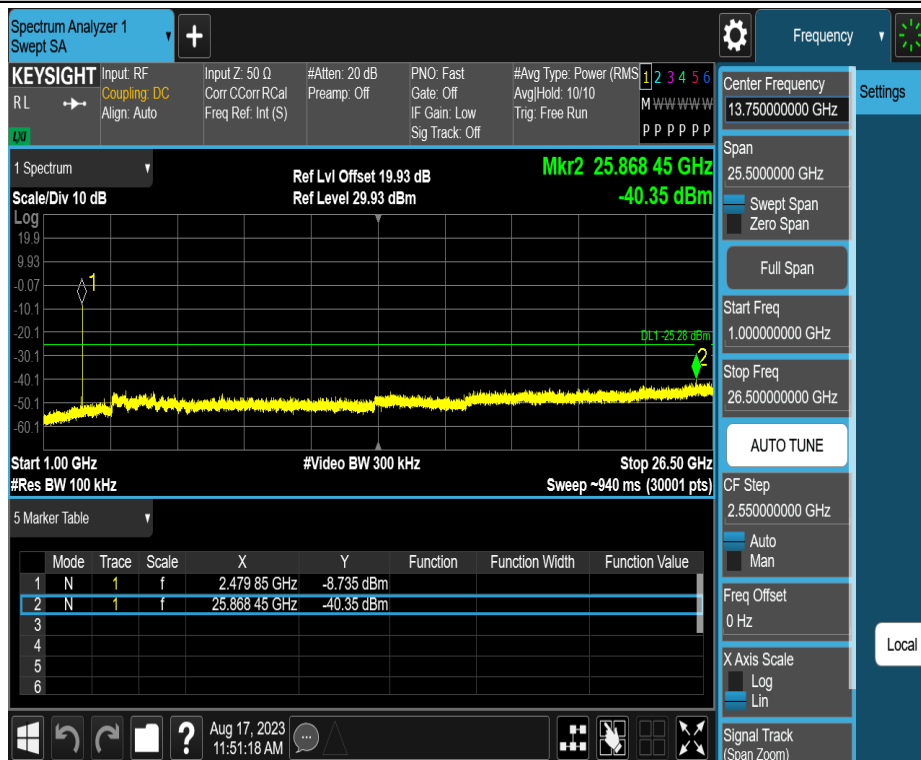 Spectrum Analyzer 1
Swept SA
Frequency
KEYSIGHT
R L
LXI
Input: RF
Coupling: DC
Align: Auto
Input Z: 50 Ω
Corr CCorr RCal
Freq Ref: Int (S)
#Atten: 20 dB
Preamp: Off
PNO: Fast
Gate: Off
IF Gain: Low
Sig Track: Off
#Avg Type: Power (RMS
Avg|Hold: 10/10
Trig: Free Run
1 2 3 4 5 6
M W W W W W
P P P P P P
1 Spectrum
Scale/Div 10 dB
Ref Lvl Offset 19.93 dB
Ref Level 29.93 dBm
Mkr2 25.868 45 GHz
-40.35 dBm
Log
19.9
9.93
-0.07
-10.1
-20.1
-30.1
-40.1
-50.1
-60.1
1
DL1 -25.28 dBm
2
Start 1.00 GHz
#Video BW 300 kHz
Stop 26.50 GHz
#Res BW 100 kHz
Sweep ~940 ms (30001 pts)
5 Marker Table
Mode Trace Scale X Y Function Function Width Function Value
1 N 1 f 2.479 85 GHz -8.735 dBm
2 N 1 f 25.868 45 GHz -40.35 dBm
3
4
5
6
?
Aug 17, 2023
11:51:18 AM
Center Frequency
13.750000000 GHz
Span
25.5000000 GHz
Swept Span
Zero Span
Full Span
Start Freq
1.000000000 GHz
Stop Freq
26.500000000 GHz
AUTO TUNE
CF Step
2.550000000 GHz
Auto
Man
Freq Offset
0 Hz
X Axis Scale
Log
Lin
Signal Track
(Span Zoom)
Settings
Local